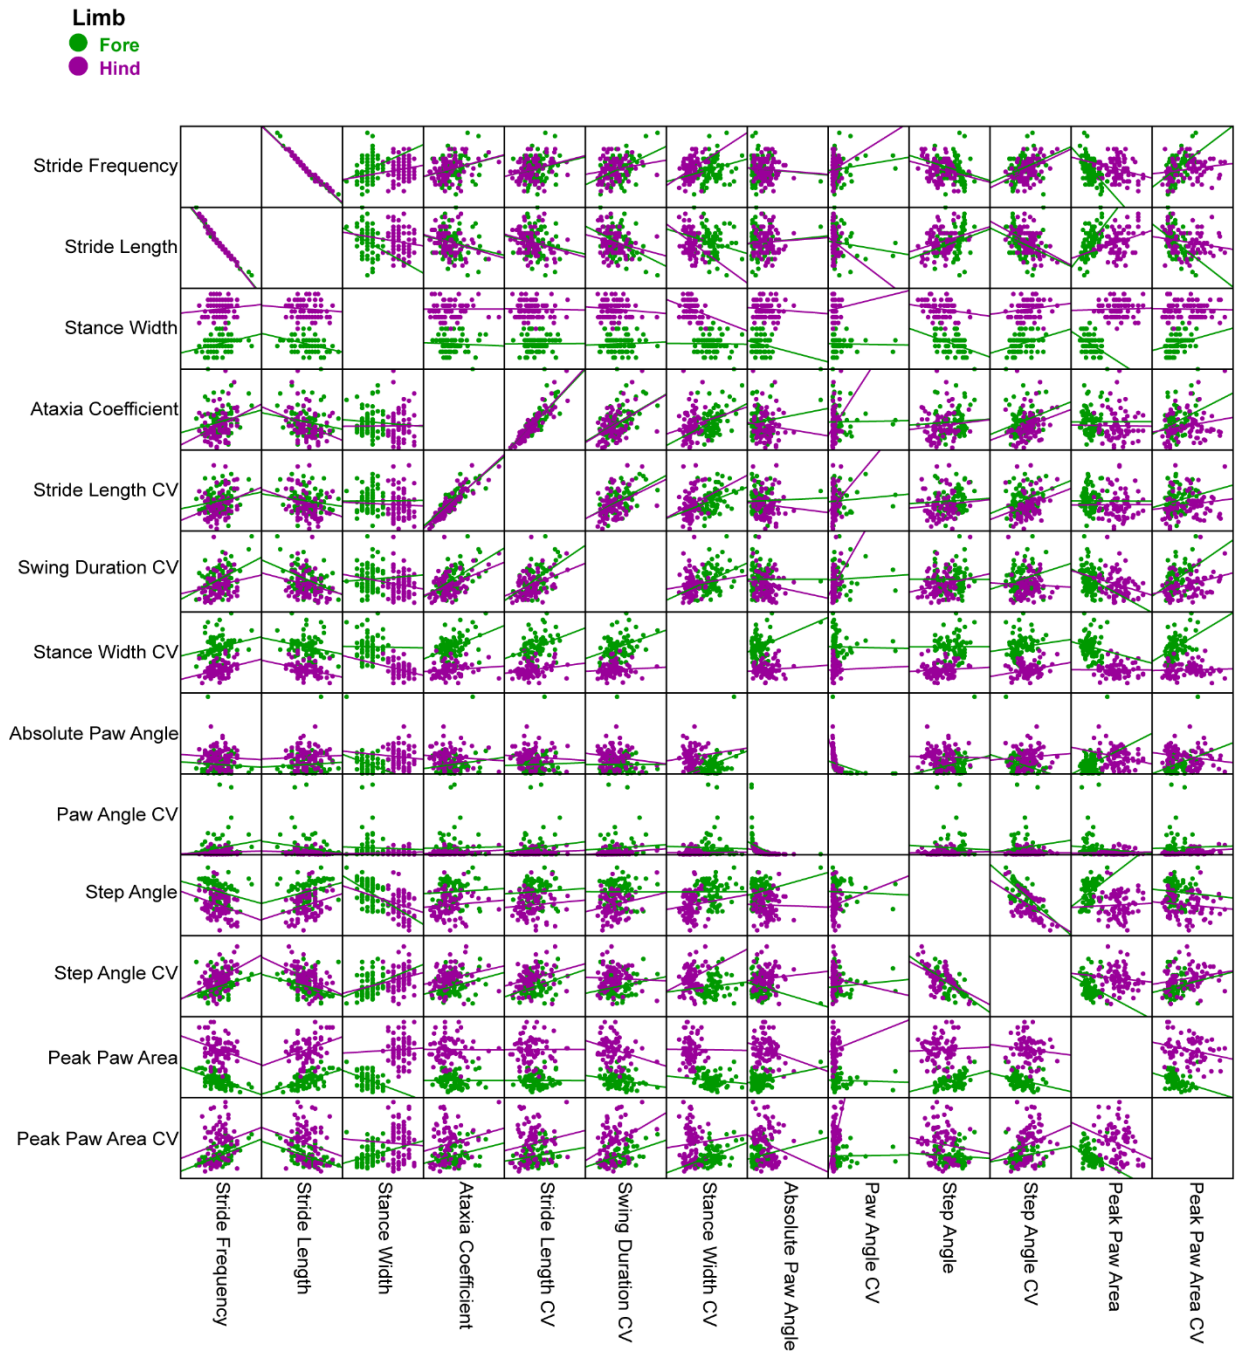 Limb
Fore
Hind
Stride Frequency
Stride Length
Stance Width
Ataxia Coefficient
Stride Length CV
Swing Duration CV
Stance Width CV
Absolute Paw Angle
Paw Angle CV
Step Angle
Step Angle CV
Peak Paw Area
Peak Paw Area CV
Stride Frequency
Stride Length
Stance Width
Ataxia Coefficient
Stride Length CV
Swing Duration CV
Stance Width CV
Absolute Paw Angle
Paw Angle CV
Step Angle
Step Angle CV
Peak Paw Area
Peak Paw Area CV